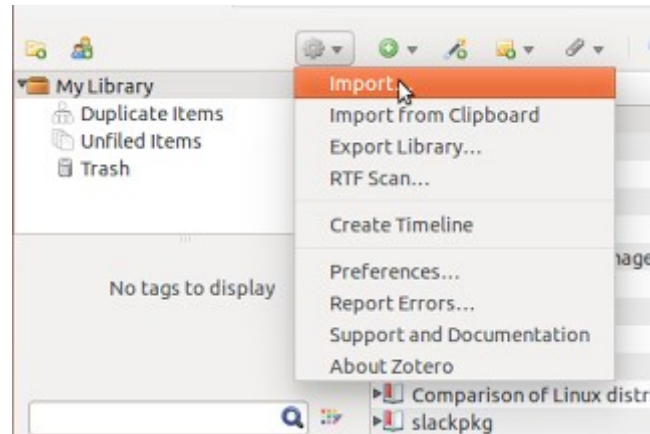 My Library
Duplicate Items
Unfiled Items
Trash
No tags to display
Import...
Import from Clipboard
Export Library...
RTF Scan...
Create Timeline
Preferences...
Report Errors...
Support and Documentation
About Zotero
Comparison of Linux distr
slackpkg